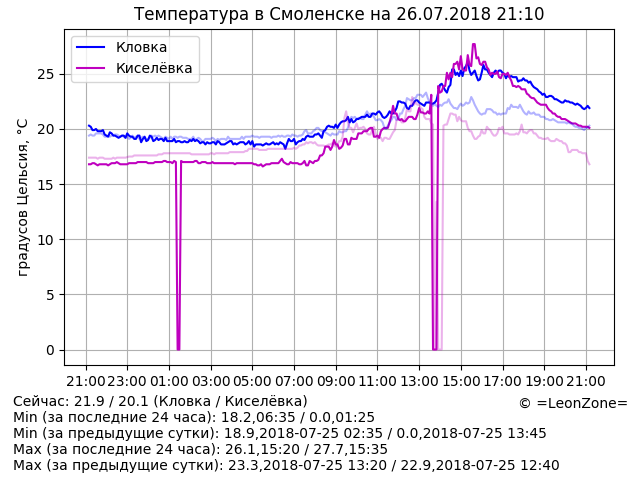 Температура в Смоленске на 26.07.2018 21:10
Кловка
Киселёвка
градусов Цельсия, °C
25
20
15
10
5
0
21:00 23:00 01:00 03:00 05:00 07:00 09:00 11:00 13:00 15:00 17:00 19:00 21:00
Сейчас: 21.9 / 20.1 (Кловка / Киселёвка)
© =LeonZone=
Min (за последние 24 часа): 18.2,06:35 / 0.0,01:25
Min (за предыдущие сутки): 18.9,2018-07-25 02:35 / 0.0,2018-07-25 13:45
Max (за последние 24 часа): 26.1,15:20 / 27.7,15:35
Max (за предыдущие сутки): 23.3,2018-07-25 13:20 / 22.9,2018-07-25 12:40